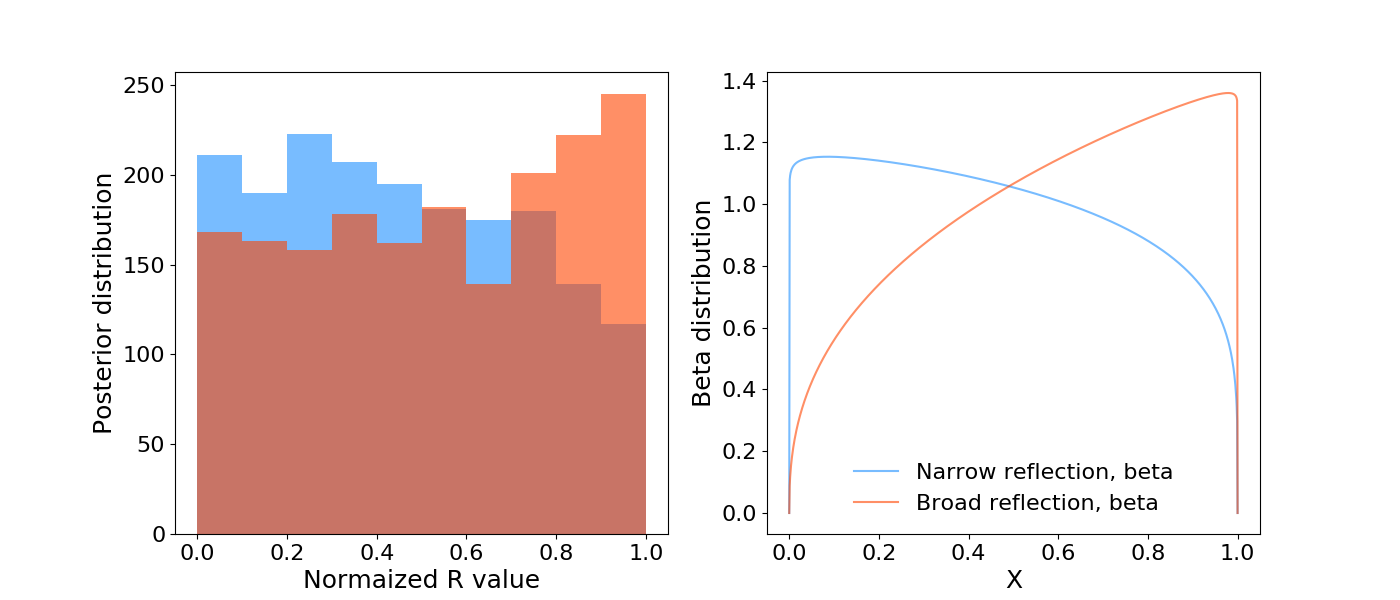 Posterior distribution
250
200
150
100
50
0
0.0 0.2 0.4 0.6 0.8 1.0
Normaized R value
Beta distribution
1.4
1.2
1.0
0.8
0.6
0.4
0.2
0.0
Narrow reflection, beta
Broad reflection, beta
0.0 0.2 0.4 0.6 0.8 1.0
X